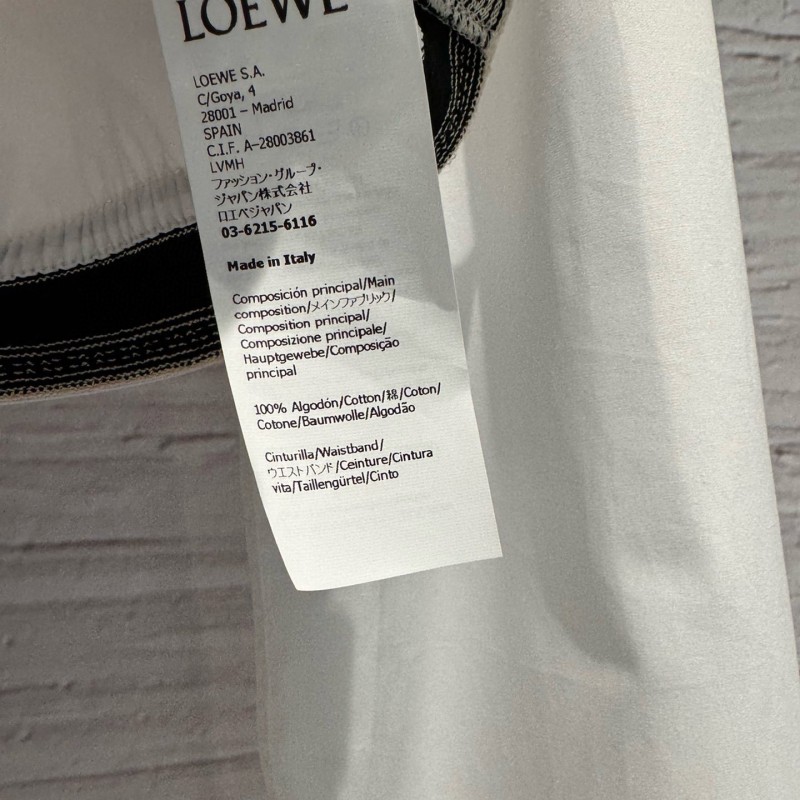 LOEWE
LOEWE S.A.
C/Goya, 4
28001 – Madrid
SPAIN
C.I.F. A-28003861
LVMH
ファッション・グループ・
ジャパン株式会社
ロエベジャパン
03-6215-6116
Made in Italy
Composición principal/Main
composition/メインファブリック/
Composition principal/
Composizione principale/
Hauptgewebe/Composição
principal
100% Algodón/Cotton/綿/Coton/
Cotone/Baumwolle/Algodão
Cinturilla/Waistband/
ウエストバンド/Ceinture/Cintura
vita/Taillengürtel/Cinto